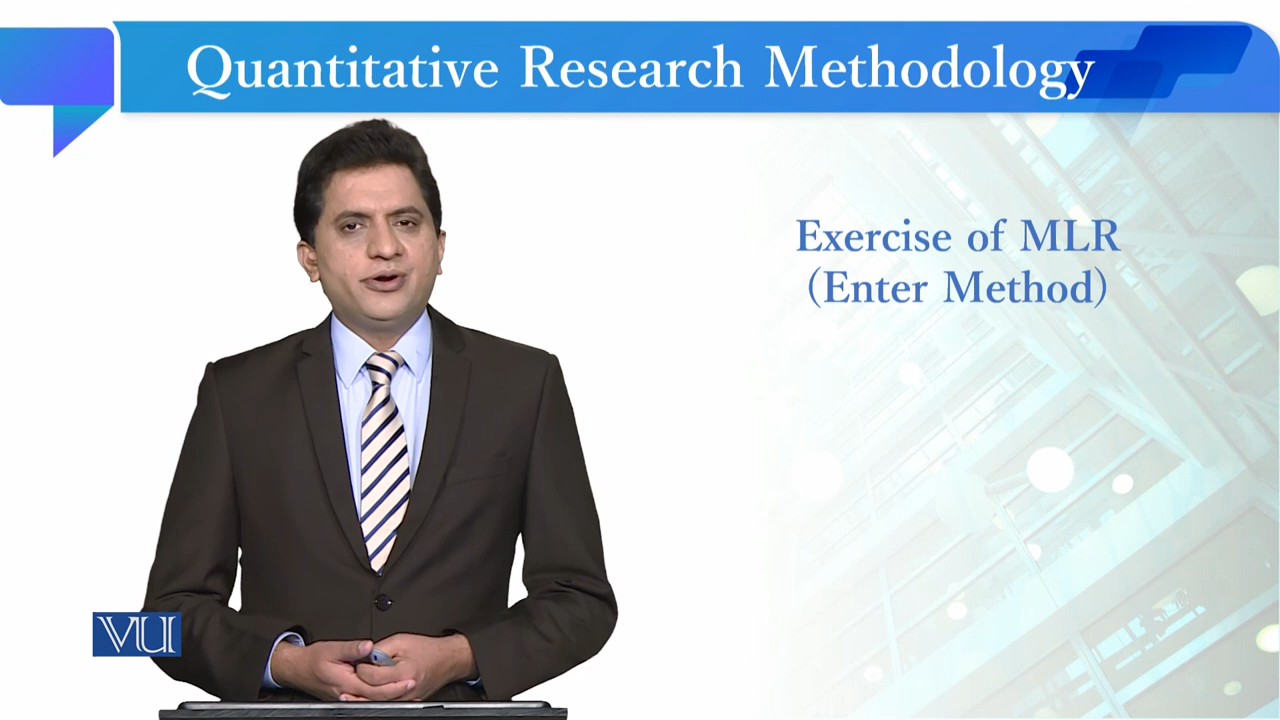 Quantitative Research Methodology
Exercise of MLR
(Enter Method)
VU